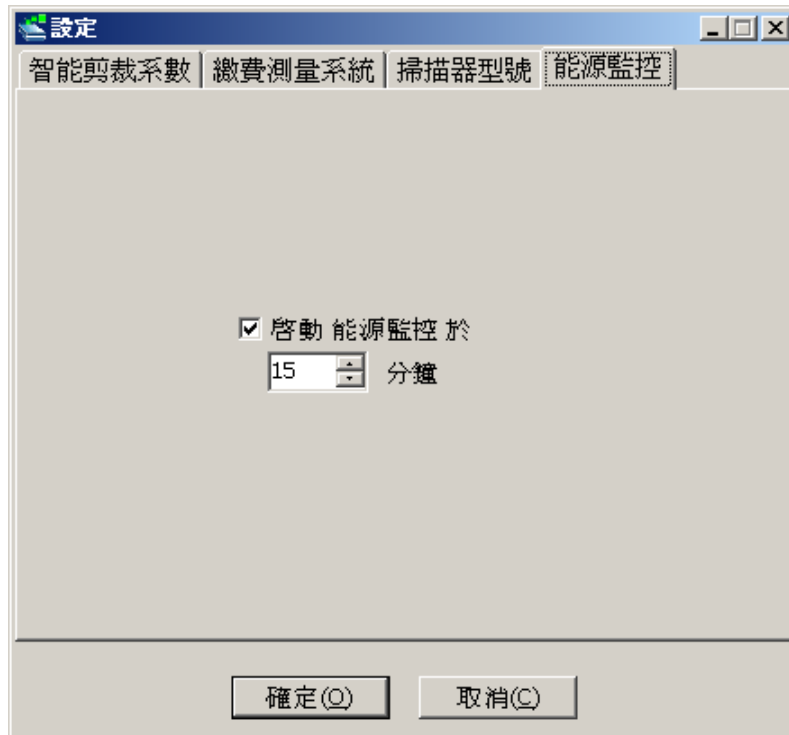 設定
智能剪裁系數 繳費測量系統 掃描器型號 能源監控
啓動 能源監控 於
15 分鐘
確定(O) 取消(C)